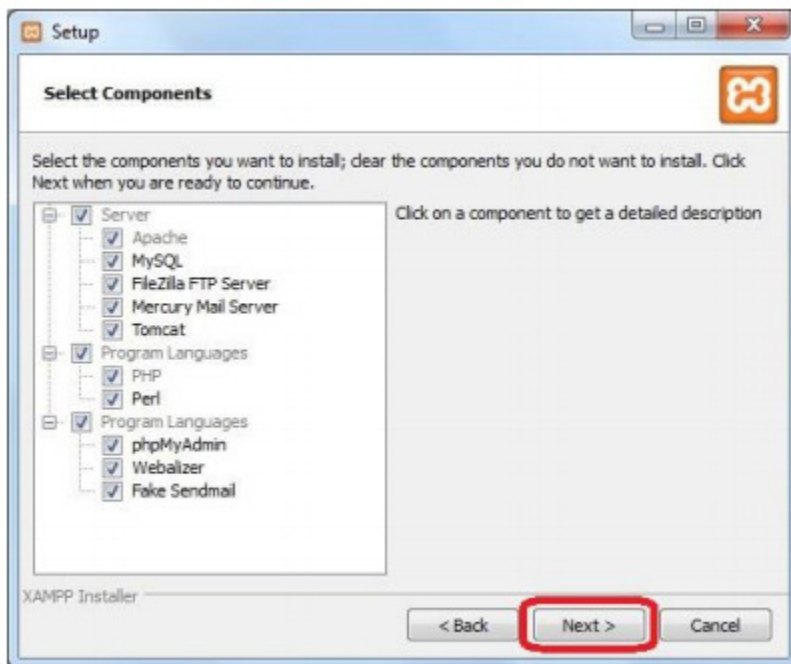 Setup
Select Components
Select the components you want to install; clear the components you do not want to install. Click
Next when you are ready to continue.
Server
Apache
MySQL
FileZilla FTP Server
Mercury Mail Server
Tomcat
Program Languages
PHP
Perl
Program Languages
phpMyAdmin
Webalizer
Fake Sendmail
Click on a component to get a detailed description
XAMPP Installer
< Back Next > Cancel